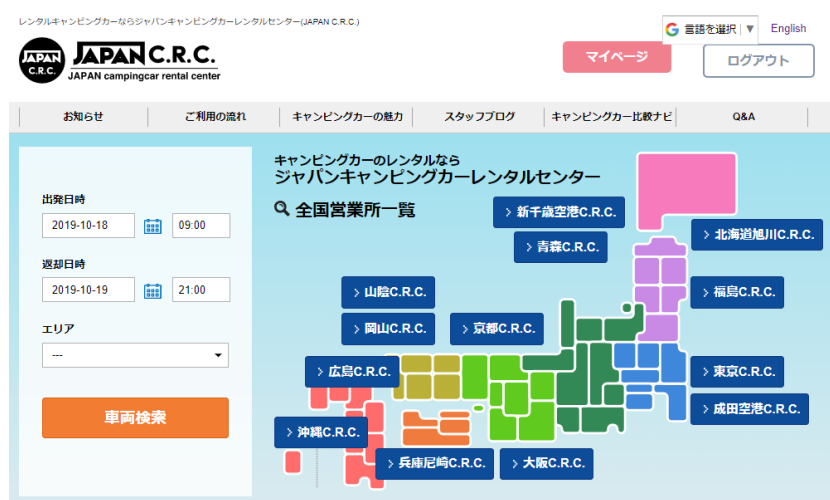 レンタルキャンピングカーならジャパンキャンピングカーレンタルセンター(JAPAN C.R.C.)
言語を選択 | ▼
English
JAPAN
C.R.C.
JAPAN C.R.C.
JAPAN campingcar rental center
マイページ
ログアウト
お知らせ
ご利用の流れ
キャンピングカーの魅力
スタッフブログ
キャンピングカー比較ナビ
Q&A
出発日時
2019-10-18
09:00
返却日時
2019-10-19
21:00
エリア
---
車両検索
キャンピングカーのレンタルなら
ジャパンキャンピングカーレンタルセンター
全国営業所一覧
> 新千歳空港C.R.C.
> 北海道旭川C.R.C.
> 青森C.R.C.
> 山陰C.R.C.
> 福島C.R.C.
> 岡山C.R.C.
> 京都C.R.C.
> 広島C.R.C.
> 東京C.R.C.
> 成田空港C.R.C.
> 沖縄C.R.C.
> 兵庫尼崎C.R.C.
> 大阪C.R.C.